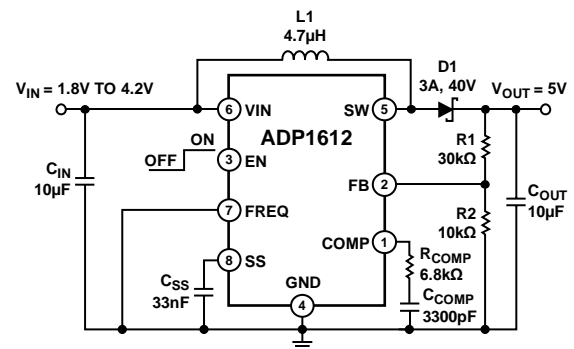 L1
4.7µH
D1
3A, 40V
VIN = 1.8V TO 4.2V
VOUT = 5V
6 VIN
SW 5
ADP1612
ON
OFF
3 EN
R1
30kΩ
CIN
10µF
FB 2
COUT
10µF
7 FREQ
R2
10kΩ
COMP 1
8 SS
RCOMP
6.8kΩ
CSS
33nF
GND
4
CCOMP
3300pF